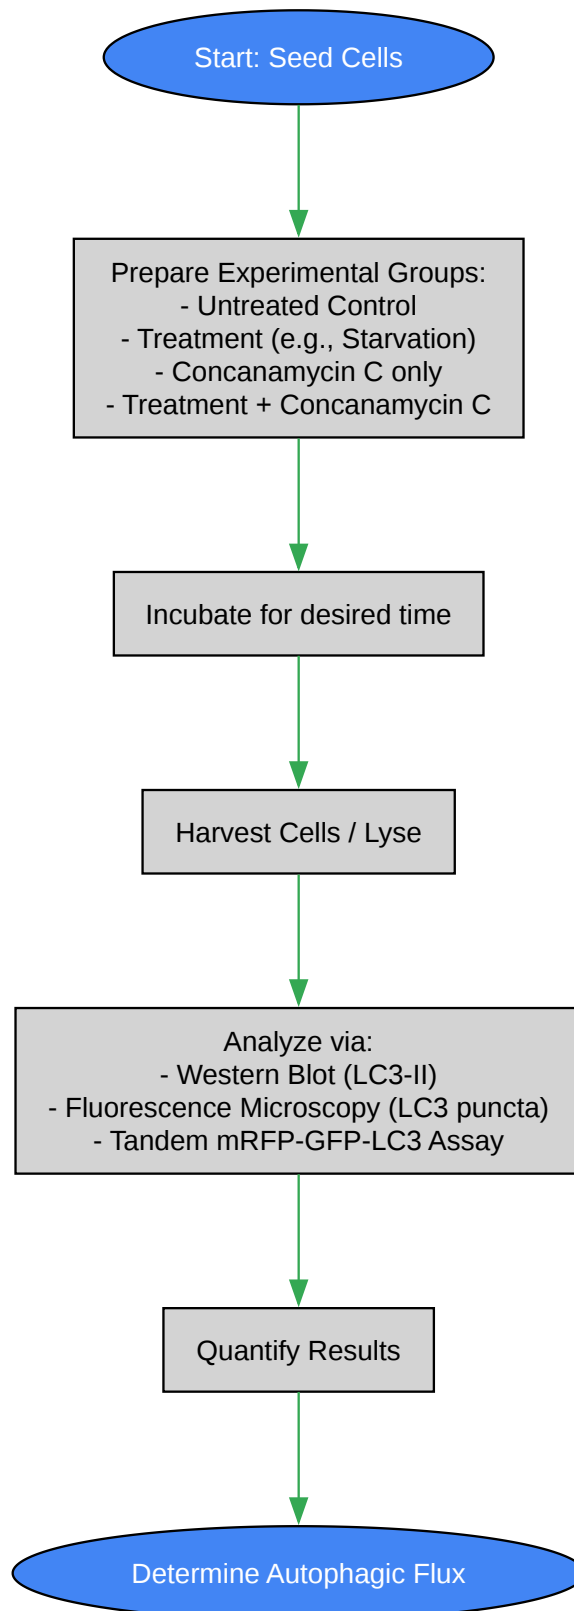 Start: Seed Cells
Prepare Experimental Groups:
- Untreated Control
- Treatment (e.g., Starvation)
- Concanamycin C only
- Treatment + Concanamycin C
Incubate for desired time
Harvest Cells / Lyse
Analyze via:
- Western Blot (LC3-II)
- Fluorescence Microscopy (LC3 puncta)
- Tandem mRFP-GFP-LC3 Assay
Quantify Results
Determine Autophagic Flux